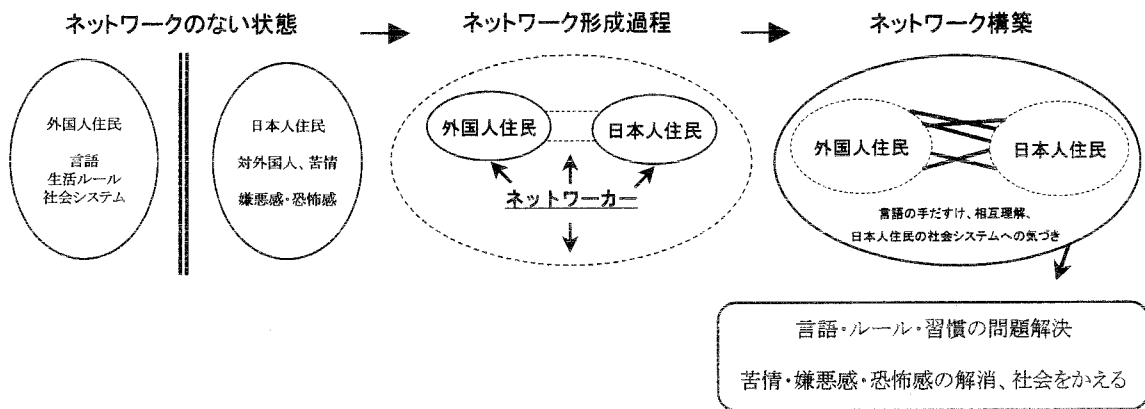 ネットワークのない状態
ネットワーク形成過程
ネットワーク構築
外国人住民
言語
生活ルール
社会システム
日本人住民
対外国人、苦情
嫌悪感・恐怖感
外国人住民
日本人住民
ネットワーカー
外国人住民
日本人住民
言語の手だすけ、相互理解、
日本人住民の社会システムへの気づき
言語・ルール・習慣の問題解決
苦情・嫌悪感・恐怖感の解消、社会をかえる